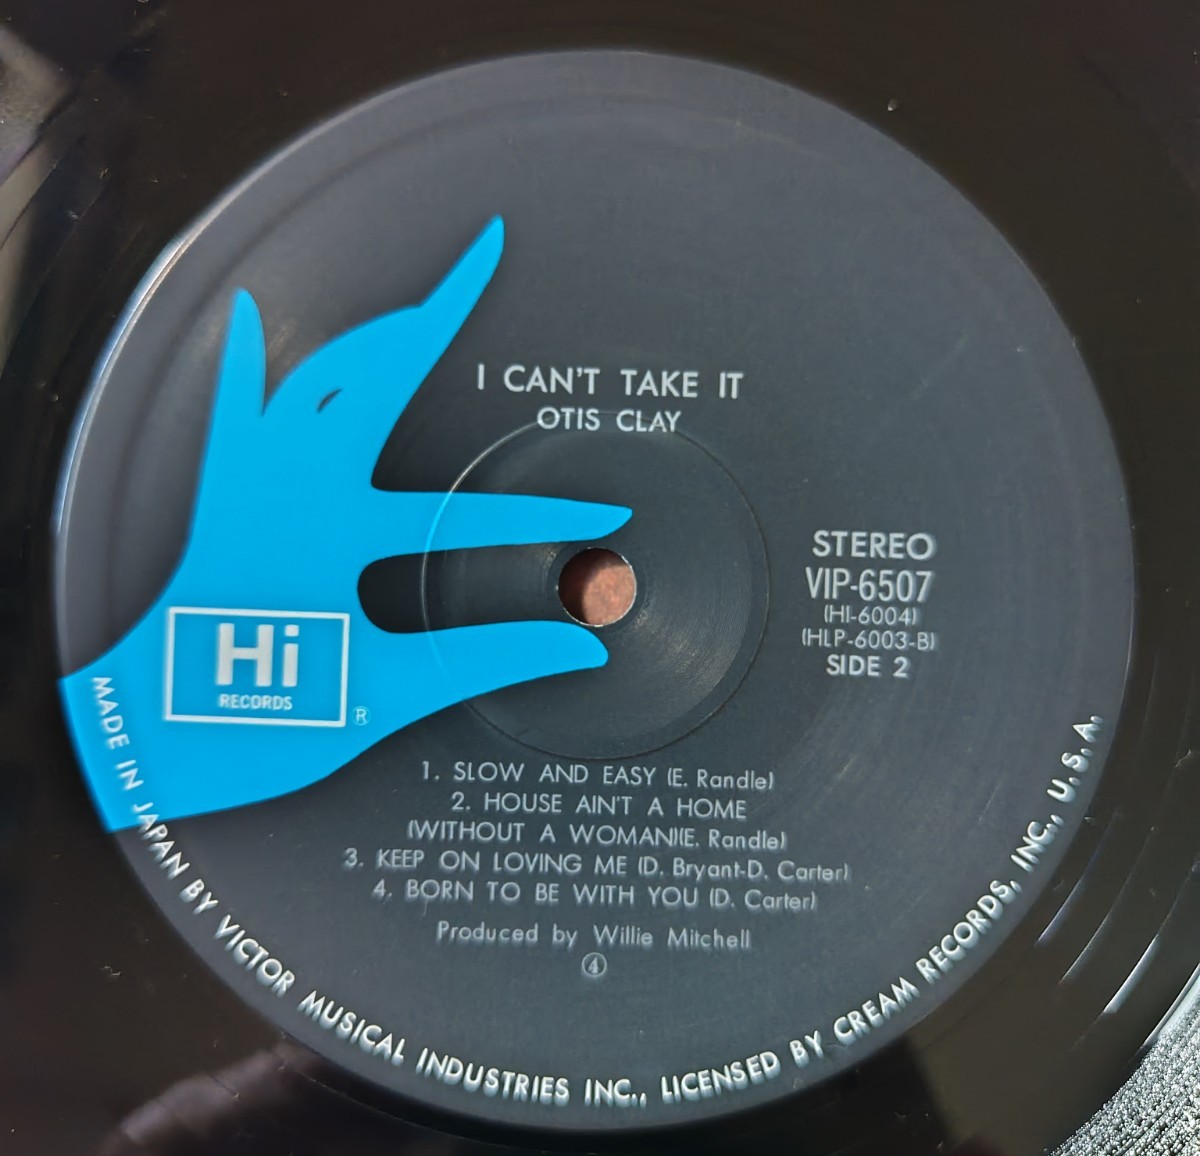 I CAN'T TAKE IT
OTIS CLAY
STEREO
VIP-6507
(HI-6004)
(HLP-6003-B)
SIDE 2
Hi
RECORDS
®
1. SLOW AND EASY (E. Randle)
2. HOUSE AIN'T A HOME
(WITHOUT A WOMAN)(E. Randle)
3. KEEP ON LOVING ME (D. Bryant-D. Carter)
4. BORN TO BE WITH YOU (D. Carter)
Produced by Willie Mitchell
④
MADE IN JAPAN BY VICTOR MUSICAL INDUSTRIES INC., LICENSED BY CREAM RECORDS, INC., U.S.A.